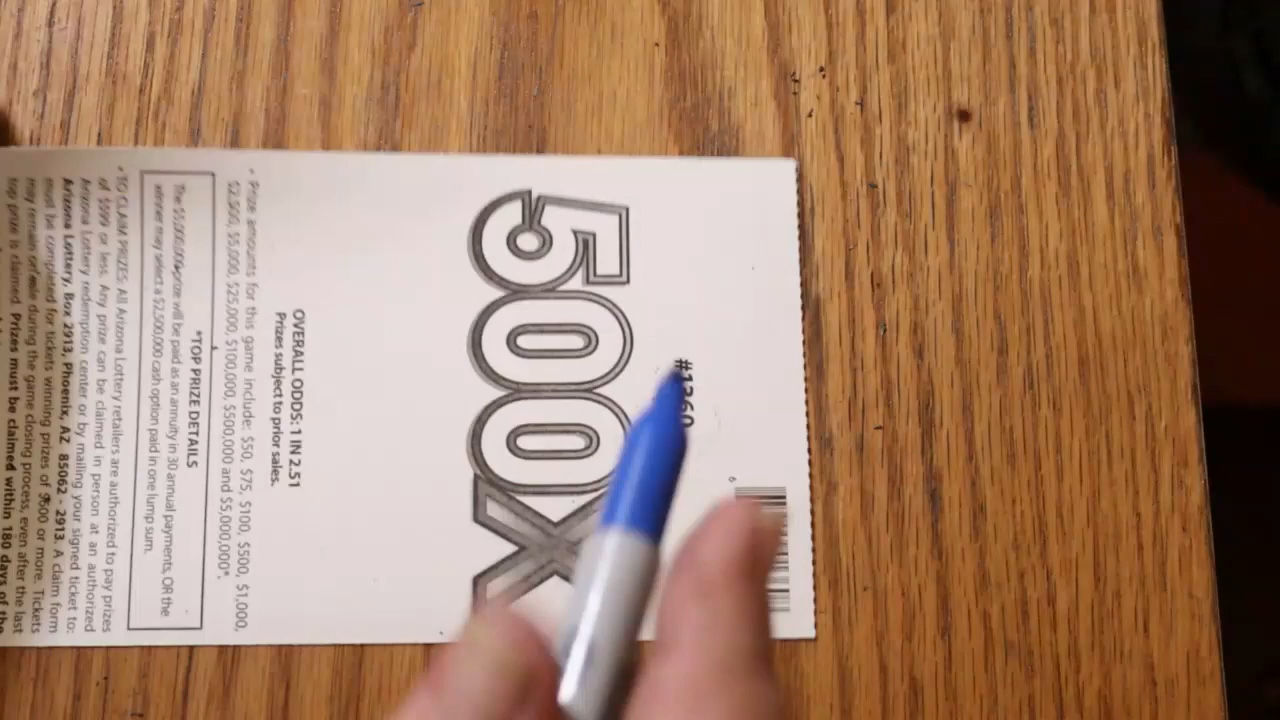 #1360
500X
OVERALL ODDS: 1 IN 2.51
Prizes subject to prior sales.
• Prize amounts for this game include: $50, $75, $100, $500, $1,000,
$2,500, $5,000, $25,000, $100,000, $500,000 and $5,000,000*.
*TOP PRIZE DETAILS
The $5,000,000 prize will be paid as an annuity in 30 annual payments, OR the
winner may select a $2,500,000 cash option paid in one lump sum.
• TO CLAIM PRIZES: All Arizona Lottery retailers are authorized to pay prizes
of $599 or less. Any prize can be claimed in person at an authorized
Arizona Lottery redemption center or by mailing your signed ticket to:
Arizona Lottery, Box 2913, Phoenix, AZ 85062 - 2913. A claim form
must be completed for tickets winning prizes of $600 or more. Tickets
may remain on sale during the game closing process, even after the last
top prize is claimed. Prizes must be claimed within 180 days of the
6